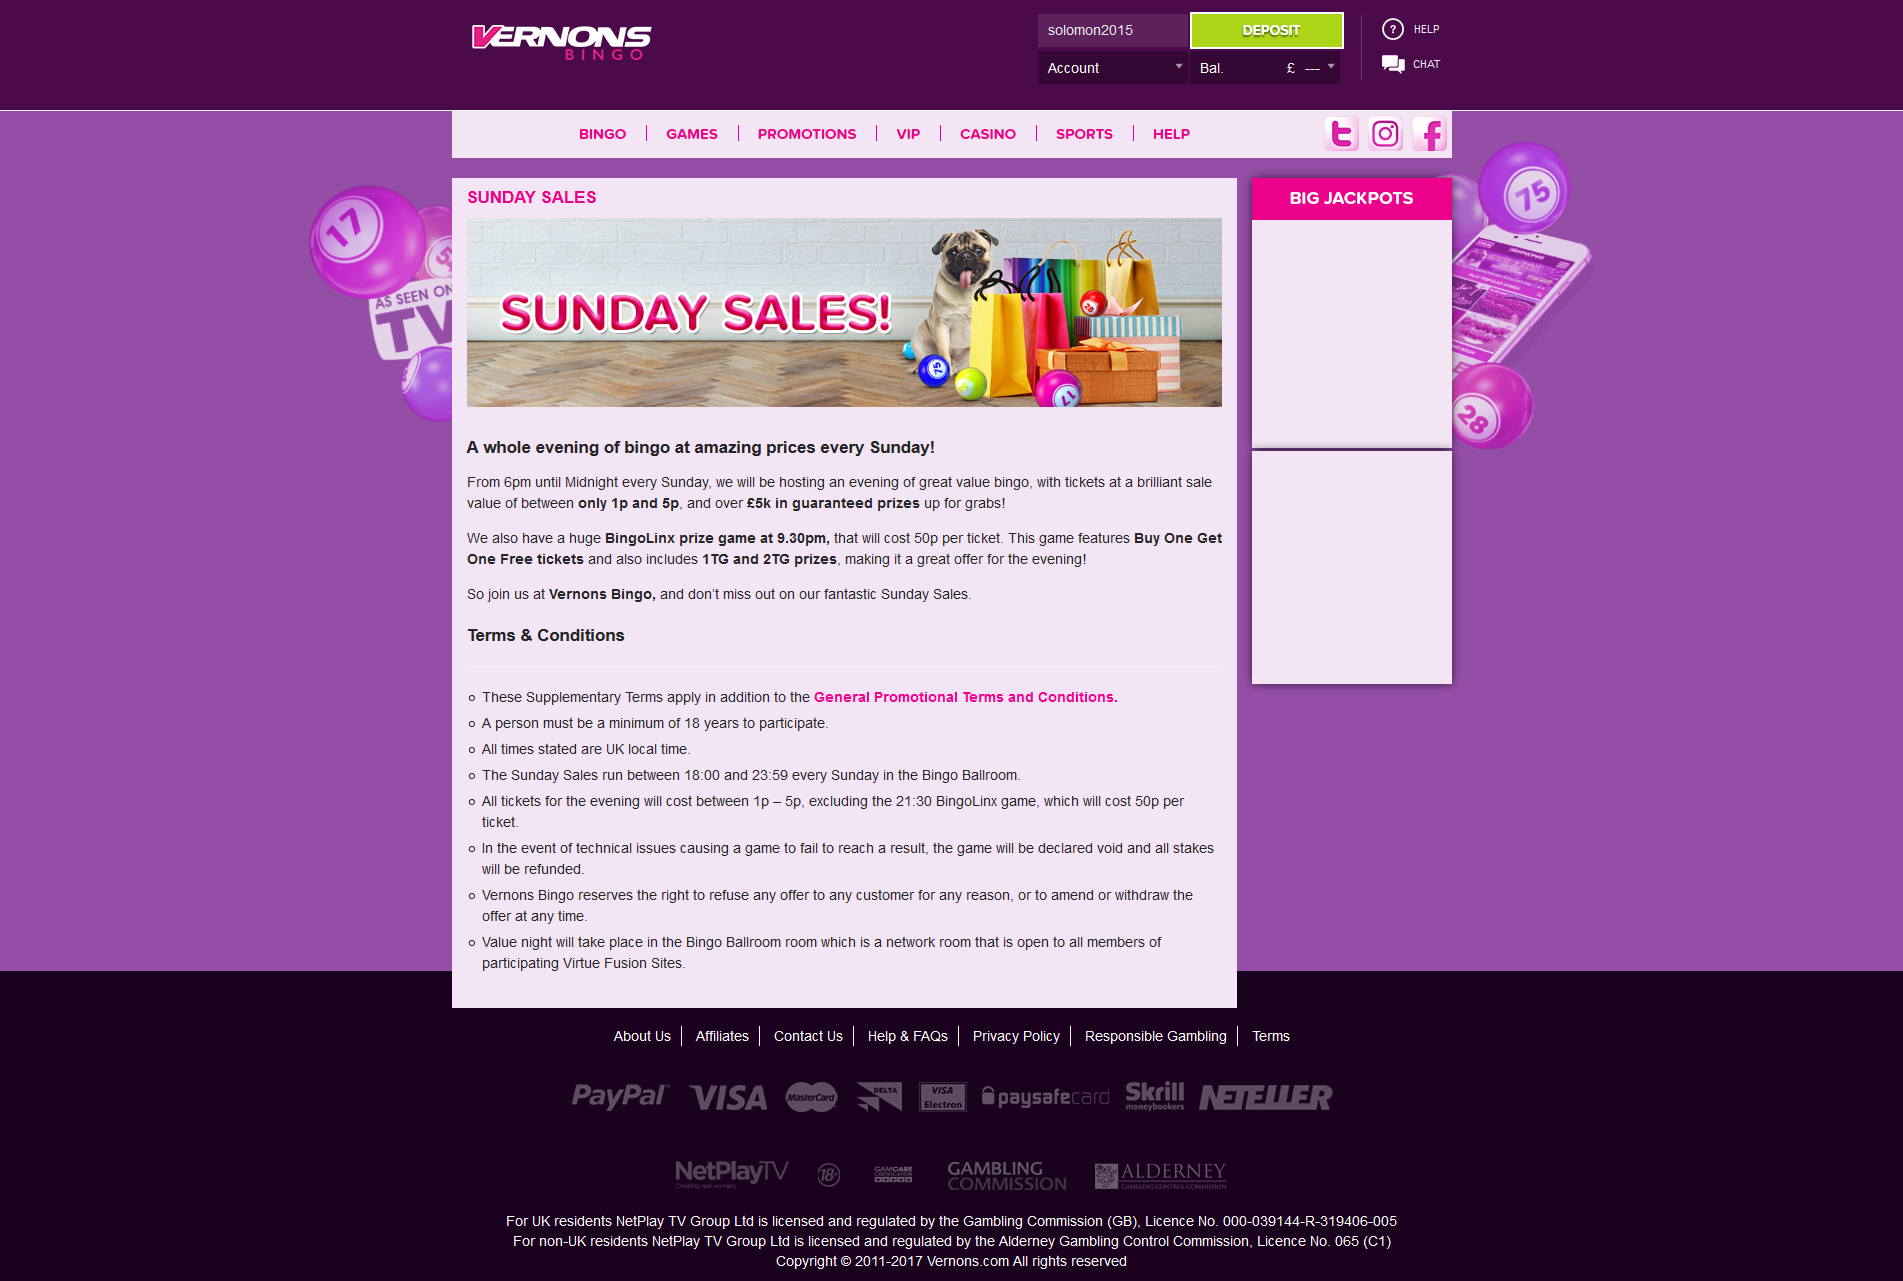 VERNONS
BINGO
solomon2015
DEPOSIT
HELP
Account
Bal. £ ---
CHAT
BINGO
GAMES
PROMOTIONS
VIP
CASINO
SPORTS
HELP
SUNDAY SALES
BIG JACKPOTS
17
75
AS SEEN ON
TV
28
SUNDAY SALES!
75
17
A whole evening of bingo at amazing prices every Sunday!
From 6pm until Midnight every Sunday, we will be hosting an evening of great value bingo, with tickets at a brilliant sale
value of between only 1p and 5p, and over £5k in guaranteed prizes up for grabs!
We also have a huge BingoLinx prize game at 9.30pm, that will cost 50p per ticket. This game features Buy One Get
One Free tickets and also includes 1TG and 2TG prizes, making it a great offer for the evening!
So join us at Vernons Bingo, and don't miss out on our fantastic Sunday Sales.
Terms & Conditions
These Supplementary Terms apply in addition to the General Promotional Terms and Conditions.
A person must be a minimum of 18 years to participate.
All times stated are UK local time.
The Sunday Sales run between 18:00 and 23:59 every Sunday in the Bingo Ballroom.
All tickets for the evening will cost between 1p – 5p, excluding the 21:30 BingoLinx game, which will cost 50p per
ticket.
In the event of technical issues causing a game to fail to reach a result, the game will be declared void and all stakes
will be refunded.
Vernons Bingo reserves the right to refuse any offer to any customer for any reason, or to amend or withdraw the
offer at any time.
Value night will take place in the Bingo Ballroom room which is a network room that is open to all members of
participating Virtue Fusion Sites.
About Us
Affiliates
Contact Us
Help & FAQs
Privacy Policy
Responsible Gambling
Terms
PayPal
VISA
MasterCard
DELTA
VISA
Electron
paysafecard
Skrill
moneybookers
NETELLER
NetPlayTV
Creating real winners
18+
GAMCARE
CERTIFICATION
GAMBLING
COMMISSION
ALDERNEY
GAMBLING CONTROL COMMISSION
For UK residents NetPlay TV Group Ltd is licensed and regulated by the Gambling Commission (GB), Licence No. 000-039144-R-319406-005
For non-UK residents NetPlay TV Group Ltd is licensed and regulated by the Alderney Gambling Control Commission, Licence No. 065 (C1)
Copyright © 2011-2017 Vernons.com All rights reserved